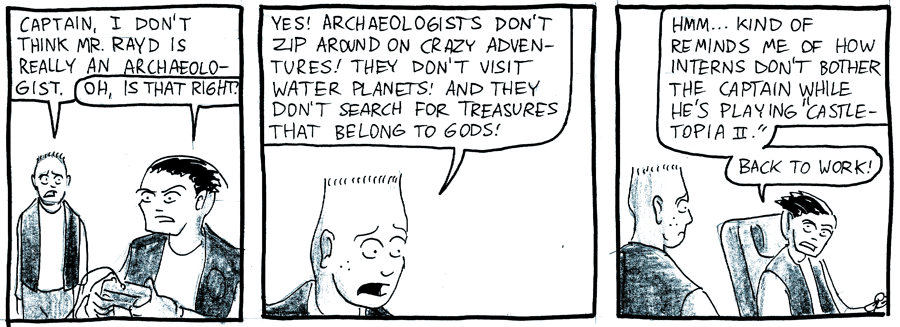 CAPTAIN, I DON'T
THINK MR. RAYD IS
REALLY AN ARCHAEOLO-
GIST.
OH, IS THAT RIGHT?
YES! ARCHAEOLOGISTS DON'T
ZIP AROUND ON CRAZY ADVEN-
TURES! THEY DON'T VISIT
WATER PLANETS! AND THEY
DON'T SEARCH FOR TREASURES
THAT BELONG TO GODS!
HMM... KIND OF
REMINDS ME OF HOW
INTERNS DON'T BOTHER
THE CAPTAIN WHILE
HE'S PLAYING "CASTLE-
TOPIA II."
BACK TO WORK!